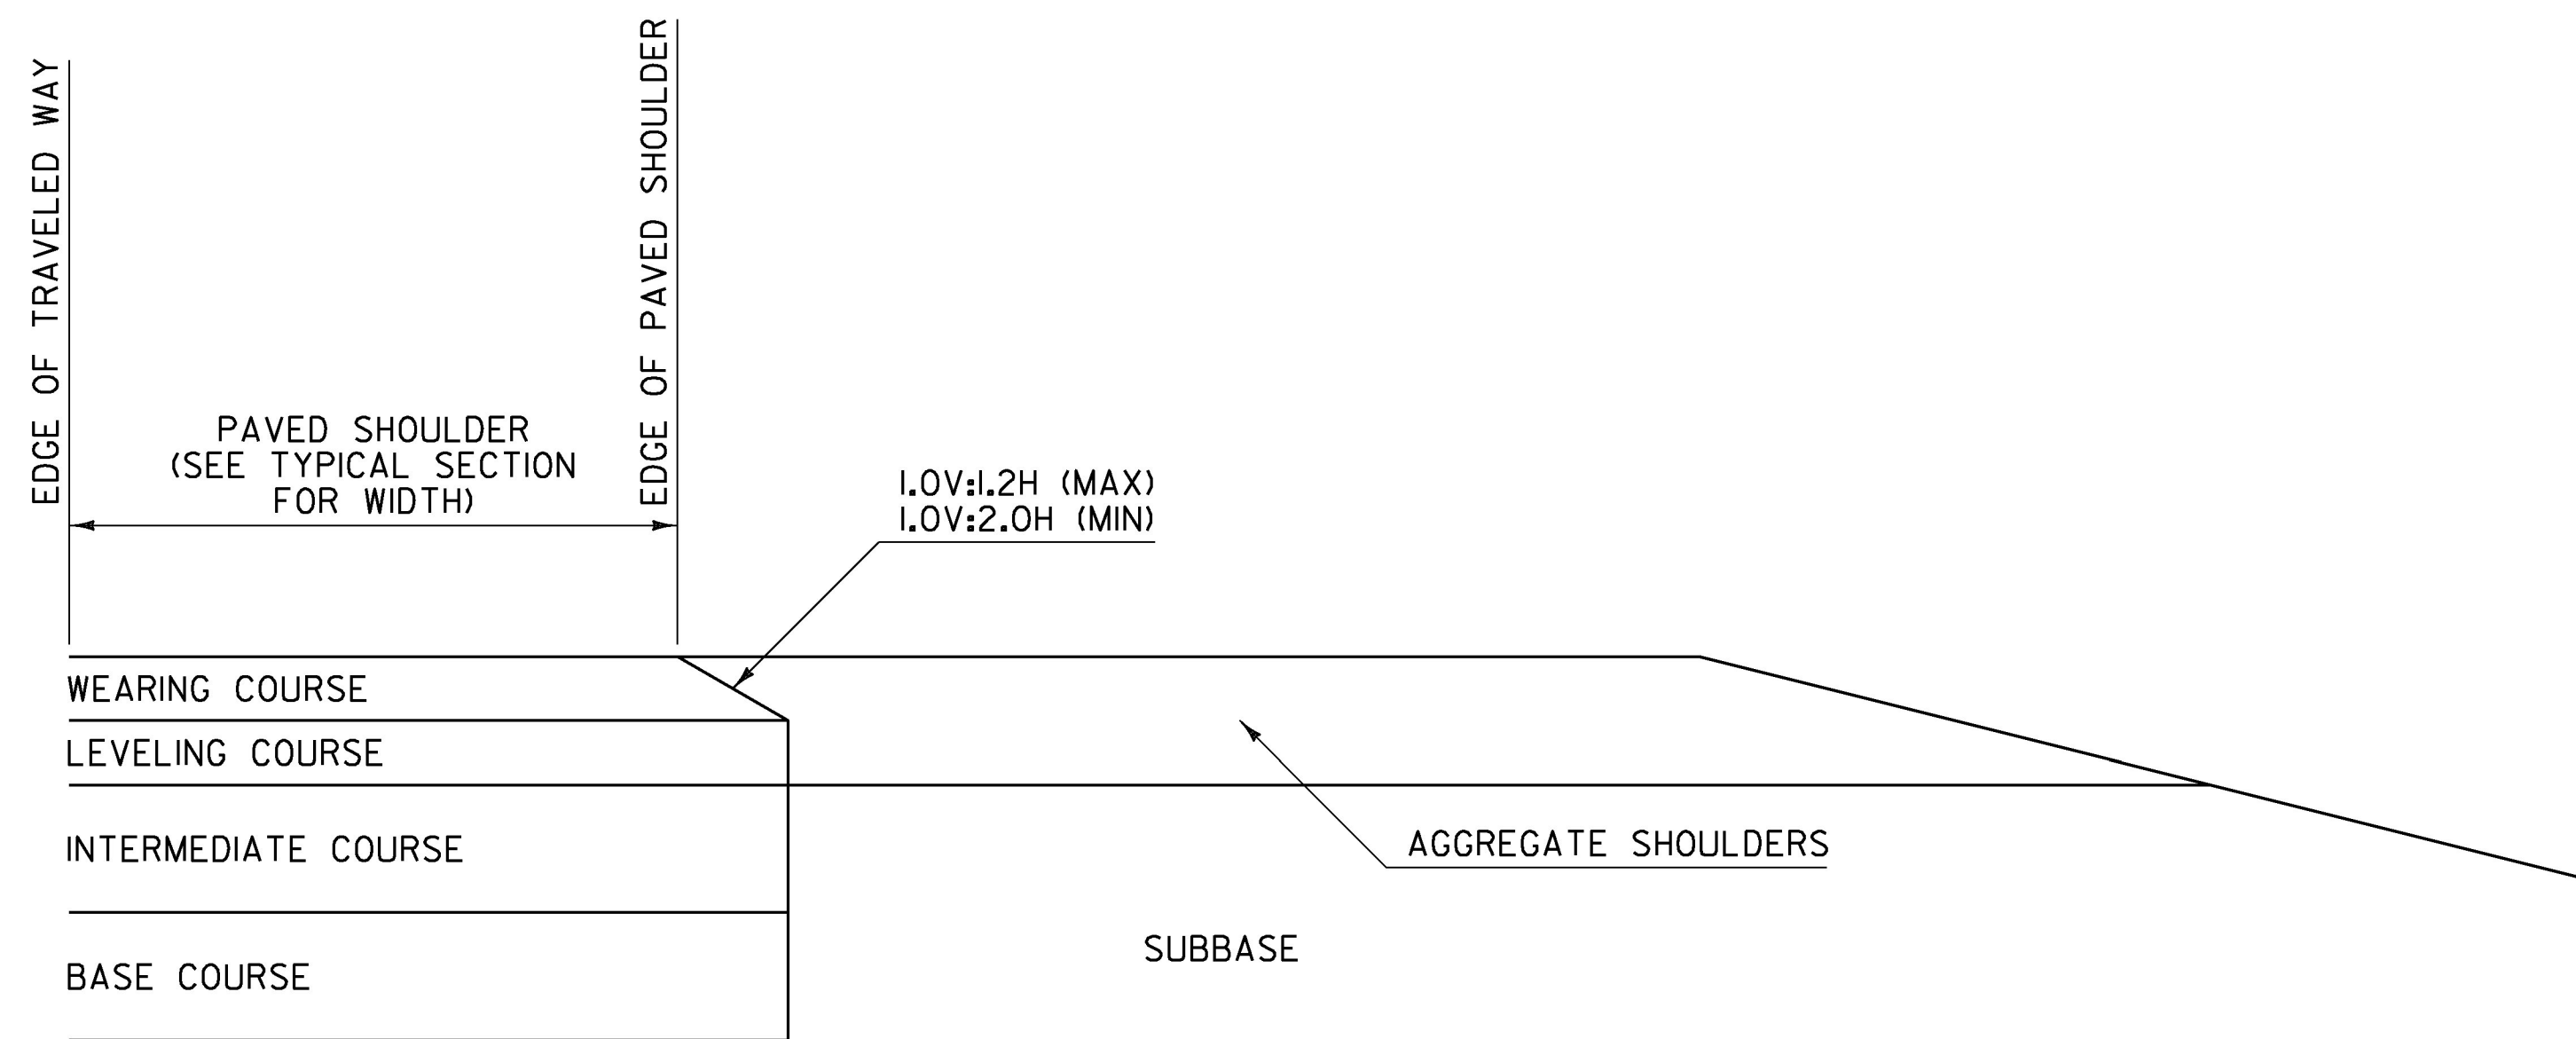 EDGE OF TRAVELED WAY
EDGE OF PAVED SHOULDER
PAVED SHOULDER
(SEE TYPICAL SECTION
FOR WIDTH)
1.0V:1.2H (MAX)
1.0V:2.0H (MIN)
WEARING COURSE
LEVELING COURSE
INTERMEDIATE COURSE
AGGREGATE SHOULDERS
SUBBASE
BASE COURSE